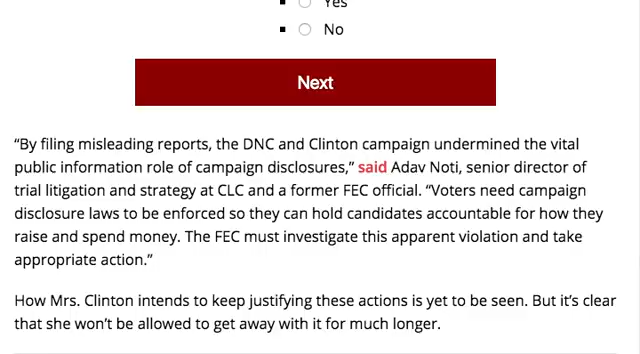 Yes
No
Next
“By filing misleading reports, the DNC and Clinton campaign undermined the vital
public information role of campaign disclosures,” said Adav Noti, senior director of
trial litigation and strategy at CLC and a former FEC official. “Voters need campaign
disclosure laws to be enforced so they can hold candidates accountable for how they
raise and spend money. The FEC must investigate this apparent violation and take
appropriate action.”
How Mrs. Clinton intends to keep justifying these actions is yet to be seen. But it’s clear
that she won’t be allowed to get away with it for much longer.